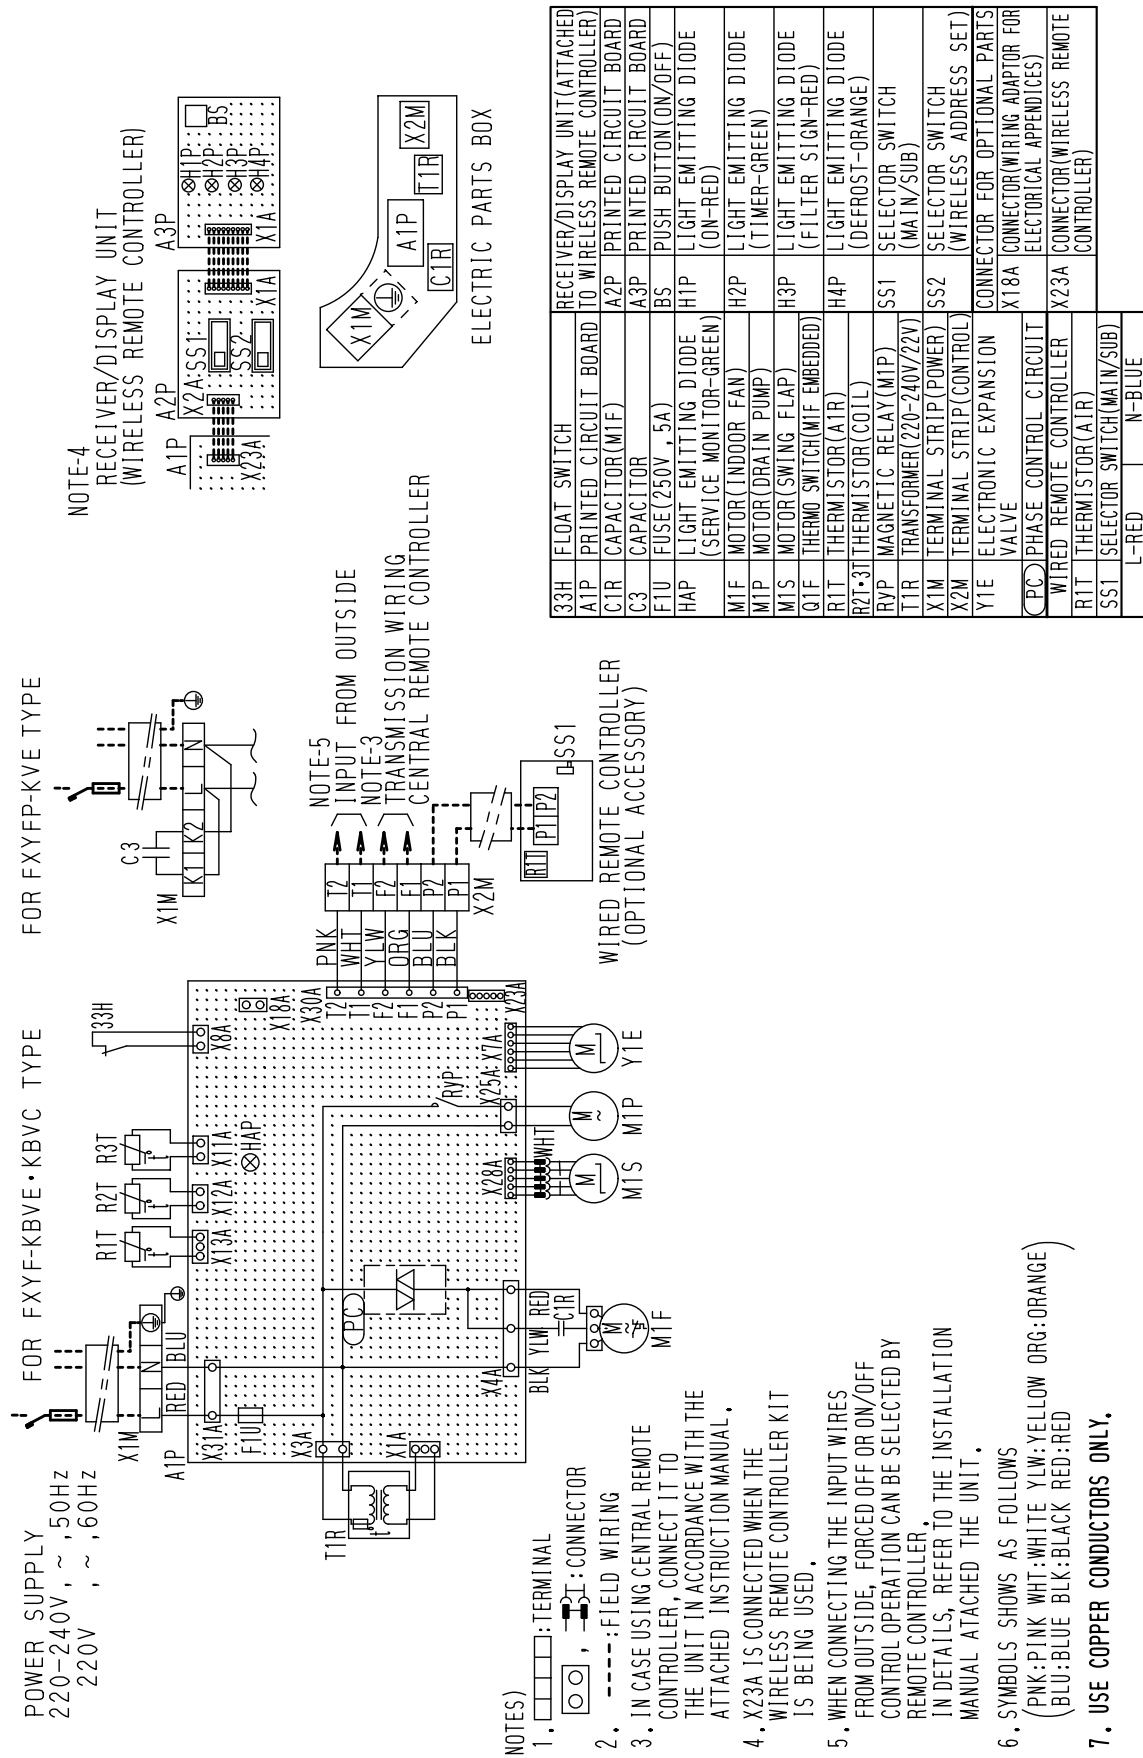 POWER SUPPLY
220-240V, ~ ,50Hz
220V , ~ ,60Hz
FOR FXYF-KBVE•KBVC TYPE
X1M
L N
RED BLU
A1P
X31A
F1U
X3A
X1A
T1R
t°
PC
X4A
BLK YLW RED
C1R
M
~
M1F
R1T
R2T
R3T
t°
t°
t°
X13A
X12A
X11A
HAP
33H
X8A
X18A
X30A
T2
T1
F2
F1
P2
P1
X23A
RYP
X28A
X25A
X7A
WHT
M
M1S
M
~
M1P
M
Y1E
PNK
WHT
YLW
ORG
BLU
BLK
T2
T1
F2
F1
P2
P1
X2M
NOTE-5
INPUT FROM OUTSIDE
NOTE-3
TRANSMISSION WIRING
CENTRAL REMOTE CONTROLLER
R1T
P1 P2
SS1
WIRED REMOTE CONTROLLER
(OPTIONAL ACCESSORY)
FOR FXYFP-KVE TYPE
C3
X1M
K1 K2 L N
NOTE-4
RECEIVER/DISPLAY UNIT
(WIRELESS REMOTE CONTROLLER)
A1P
X23A
A2P
X2A
SS1
SS2
X1A
A3P
X1A
H1P
H2P
H3P
H4P
BS
X1M
A1P
C1R
T1R
X2M
ELECTRIC PARTS BOX
NOTES)
1. :TERMINAL
, :CONNECTOR
2. :FIELD WIRING
3. IN CASE USING CENTRAL REMOTE
CONTROLLER, CONNECT IT TO
THE UNIT IN ACCORDANCE WITH THE
ATTACHED INSTRUCTION MANUAL.
4. X23A IS CONNECTED WHEN THE
WIRELESS REMOTE CONTROLLER KIT
IS BEING USED.
5. WHEN CONNECTING THE INPUT WIRES
FROM OUTSIDE, FORCED OFF OR ON/OFF
CONTROL OPERATION CAN BE SELECTED BY
REMOTE CONTROLLER.
IN DETAILS, REFER TO THE INSTALLATION
MANUAL ATACHED THE UNIT.
6. SYMBOLS SHOWS AS FOLLOWS
(PNK:PINK WHT:WHITE YLW:YELLOW ORG:ORANGE
BLU:BLUE BLK:BLACK RED:RED)
7. USE COPPER CONDUCTORS ONLY.
33H FLOAT SWITCH
A1P PRINTED CIRCUIT BOARD
C1R CAPACITOR(M1F)
C3 CAPACITOR
F1U FUSE(250V ,5A)
HAP LIGHT EMITTING DIODE
(SERVICE MONITOR-GREEN)
M1F MOTOR(INDOOR FAN)
M1P MOTOR(DRAIN PUMP)
M1S MOTOR(SWING FLAP)
Q1F THERMO SWITCH(M1F EMBEDDED)
R1T THERMISTOR(AIR)
R2T•3T THERMISTOR(COIL)
RYP MAGNETIC RELAY(M1P)
T1R TRANSFORMER(220-240V/22V)
X1M TERMINAL STRIP(POWER)
X2M TERMINAL STRIP(CONTROL)
Y1E ELECTRONIC EXPANSION
VALVE
PC PHASE CONTROL CIRCUIT
WIRED REMOTE CONTROLLER
R1T THERMISTOR(AIR)
SS1 SELECTOR SWITCH(MAIN/SUB)
L-RED N-BLUE
RECEIVER/DISPLAY UNIT(ATTACHED
TO WIRELESS REMOTE CONTROLLER)
A2P PRINTED CIRCUIT BOARD
A3P PRINTED CIRCUIT BOARD
BS PUSH BUTTON(ON/OFF)
H1P LIGHT EMITTING DIODE
(ON-RED)
H2P LIGHT EMITTING DIODE
(TIMER-GREEN)
H3P LIGHT EMITTING DIODE
(FILTER SIGN-RED)
H4P LIGHT EMITTING DIODE
(DEFROST-ORANGE)
SS1 SELECTOR SWITCH
(MAIN/SUB)
SS2 SELECTOR SWITCH
(WIRELESS ADDRESS SET)
CONNECTOR FOR OPTIONAL PARTS
X18A CONNECTOR(WIRING ADAPTOR FOR
ELECTORICAL APPENDICES)
X23A CONNECTOR(WIRELESS REMOTE
CONTROLLER)